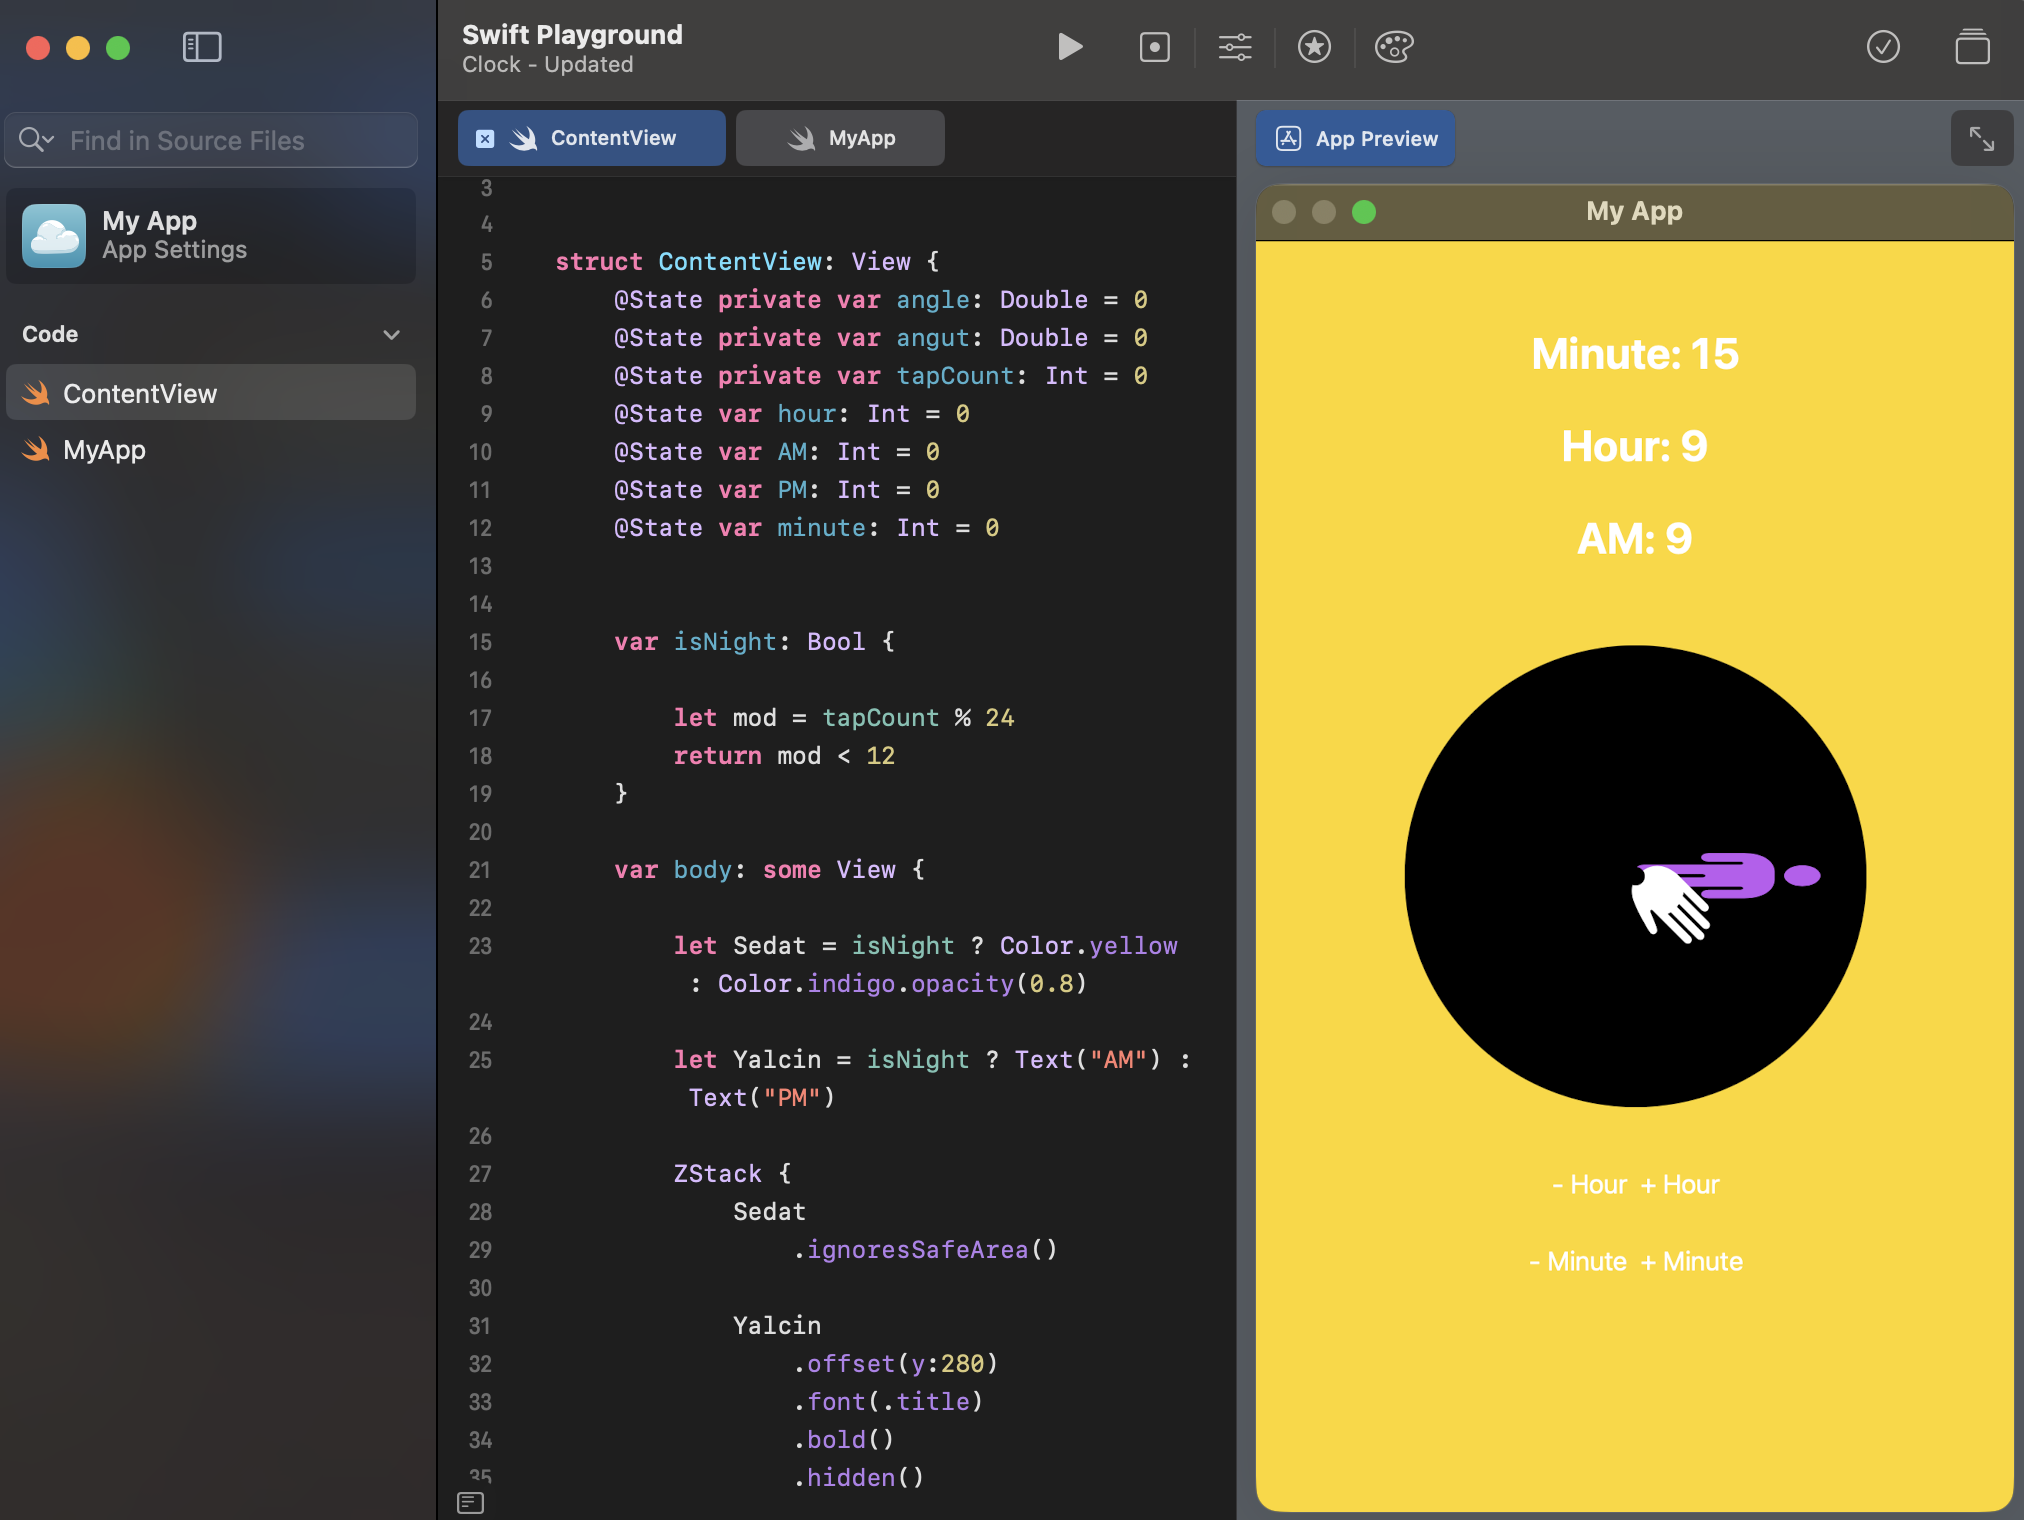 Swift Playground
Clock - Updated
Find in Source Files
My App
App Settings
Code
ContentView
MyApp
ContentView
MyApp
3
4
5 struct ContentView: View {
6 @State private var angle: Double = 0
7 @State private var angut: Double = 0
8 @State private var tapCount: Int = 0
9 @State var hour: Int = 0
10 @State var AM: Int = 0
11 @State var PM: Int = 0
12 @State var minute: Int = 0
13
14
15 var isNight: Bool {
16
17 let mod = tapCount % 24
18 return mod < 12
19 }
20
21 var body: some View {
22
23 let Sedat = isNight ? Color.yellow
: Color.indigo.opacity(0.8)
24
25 let Yalcin = isNight ? Text("AM") :
Text("PM")
26
27 ZStack {
28 Sedat
29 .ignoresSafeArea()
30
31 Yalcin
32 .offset(y:280)
33 .font(.title)
34 .bold()
35 .hidden()
App Preview
My App
Minute: 15
Hour: 9
AM: 9
- Hour + Hour
- Minute + Minute